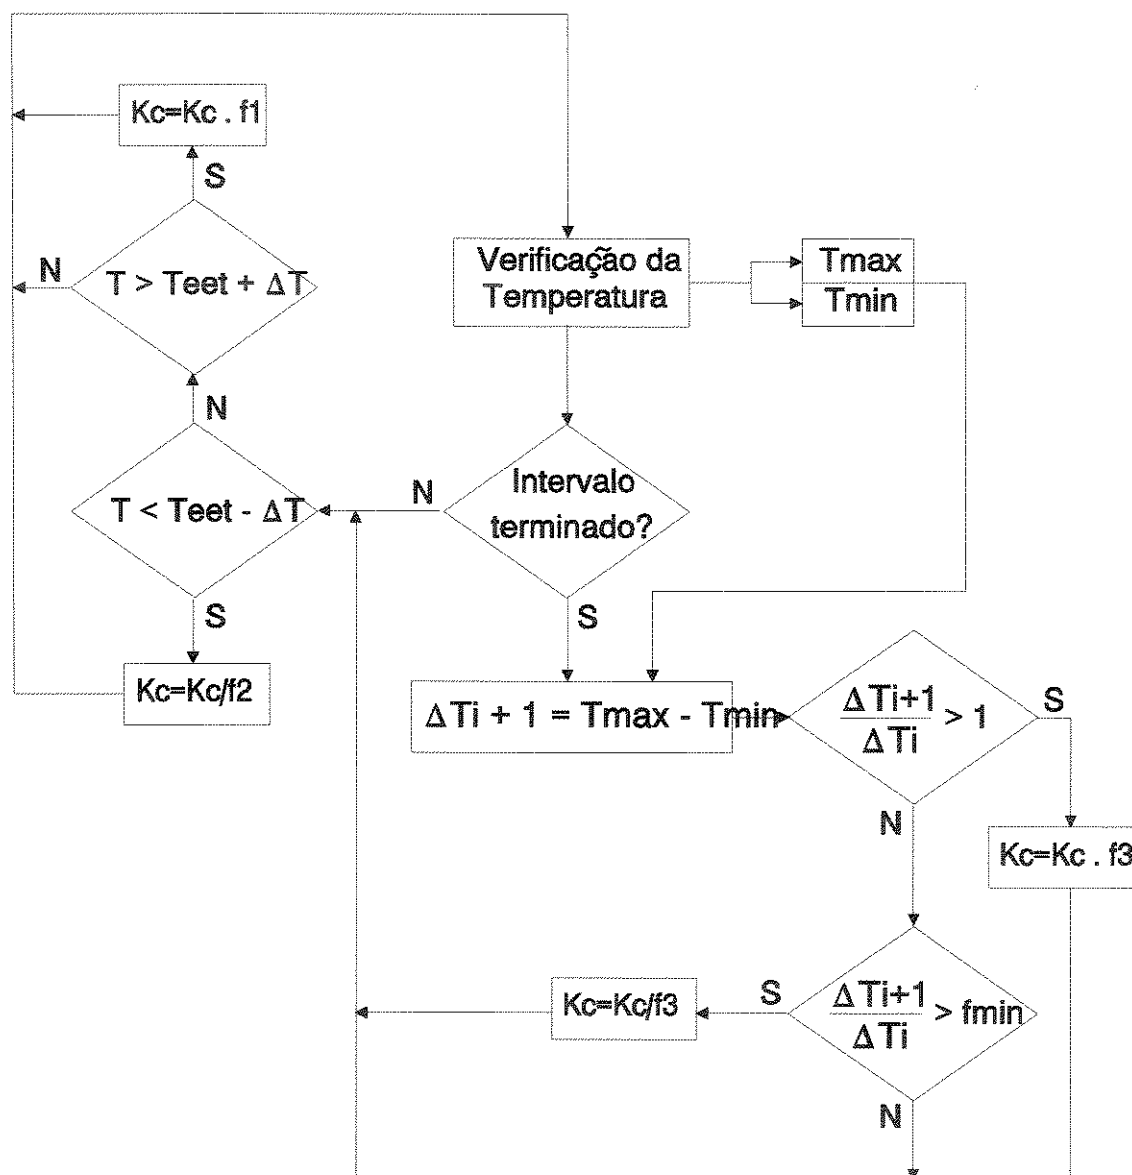 Kc=Kc . f1
S
N
T > Teet + ΔT
Verificação da
Temperatura
Tmax
Tmin
N
T < Teet - ΔT
N
Intervalo
terminado?
S
S
Kc=Kc/f2
ΔTi + 1 = Tmax - Tmin
ΔTi+1
ΔTi
> 1
S
N
Kc=Kc . f3
Kc=Kc/f3
S
ΔTi+1
ΔTi
> fmin
N